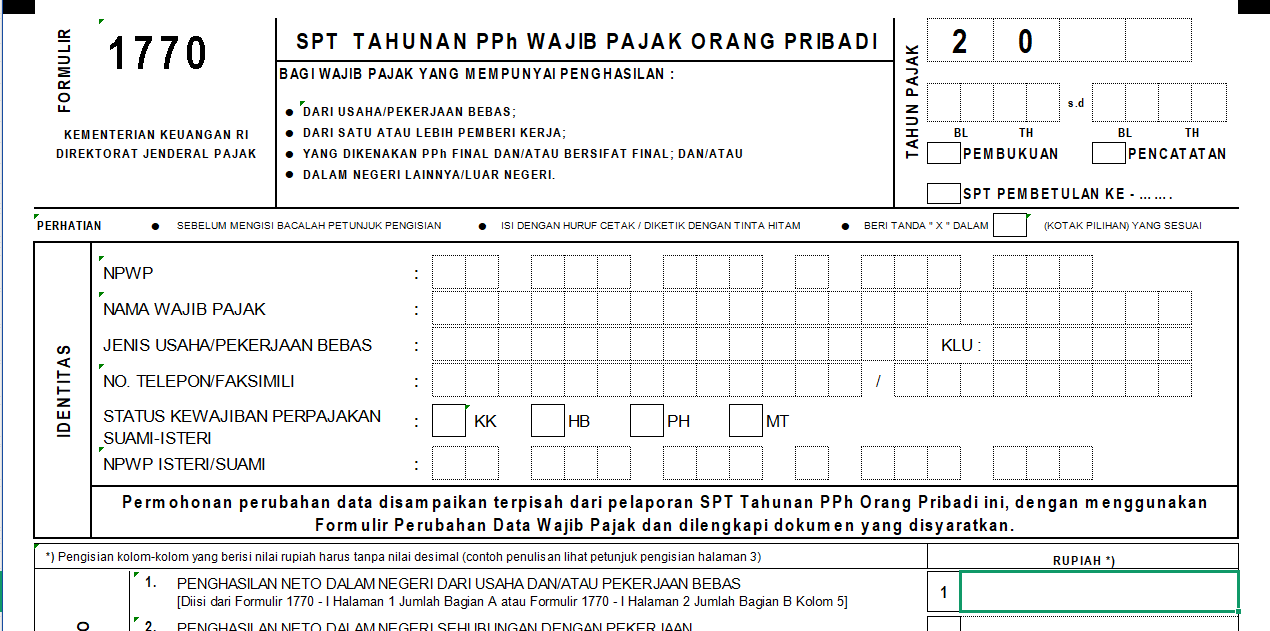 FORMULIR
1770
KEMENTERIAN KEUANGAN RI
DIREKTORAT JENDERAL PAJAK
SPT TAHUNAN PPh WAJIB PAJAK ORANG PRIBADI
BAGI WAJIB PAJAK YANG MEMPUNYAI PENGHASILAN :
● DARI USAHA/PEKERJAAN BEBAS;
● DARI SATU ATAU LEBIH PEMBERI KERJA;
● YANG DIKENAKAN PPh FINAL DAN/ATAU BERSIFAT FINAL; DAN/ATAU
● DALAM NEGERI LAINNYA/LUAR NEGERI.
TAHUN PAJAK
2 0
s.d
BL TH BL TH
PEMBUKUAN PENCATATAN
SPT PEMBETULAN KE - .......
PERHATIAN ● SEBELUM MENGISI BACALAH PETUNJUK PENGISIAN ● ISI DENGAN HURUF CETAK / DIKETIK DENGAN TINTA HITAM ● BERI TANDA " X " DALAM (KOTAK PILIHAN) YANG SESUAI
IDENTITAS
NPWP :
NAMA WAJIB PAJAK :
JENIS USAHA/PEKERJAAN BEBAS : KLU :
NO. TELEPON/FAKSIMILI : /
STATUS KEWAJIBAN PERPAJAKAN
SUAMI-ISTERI : KK HB PH MT
NPWP ISTERI/SUAMI :
Permohonan perubahan data disampaikan terpisah dari pelaporan SPT Tahunan PPh Orang Pribadi ini, dengan menggunakan
Formulir Perubahan Data Wajib Pajak dan dilengkapi dokumen yang disyaratkan.
*) Pengisian kolom-kolom yang berisi nilai rupiah harus tanpa nilai desimal (contoh penulisan lihat petunjuk pengisian halaman 3)
RUPIAH *)
1. PENGHASILAN NETO DALAM NEGERI DARI USAHA DAN/ATAU PEKERJAAN BEBAS
[Diisi dari Formulir 1770 - I Halaman 1 Jumlah Bagian A atau Formulir 1770 - I Halaman 2 Jumlah Bagian B Kolom 5]
1
2. PENGHASILAN NETO DALAM NEGERI SEHUBUNGAN DENGAN PEKERJAAN